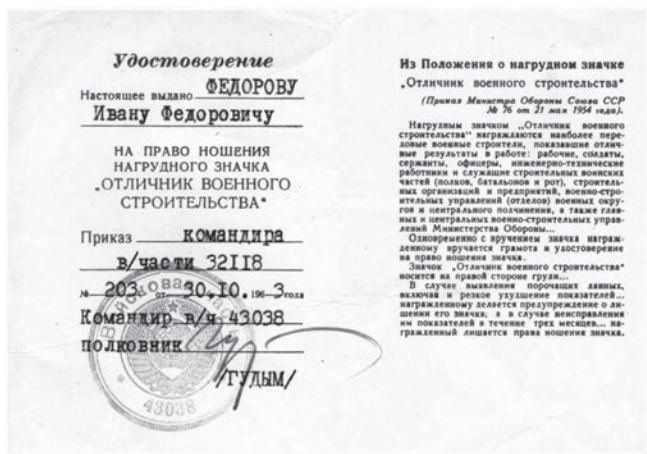 Удостоверение
Настоящее выдано ФЕДОРОВУ
Ивану Федоровичу
НА ПРАВО НОШЕНИЯ
НАГРУДНОГО ЗНАЧКА
„ОТЛИЧНИК ВОЕННОГО
СТРОИТЕЛЬСТВА"
Приказ командира
в/части 32118
№ 203 от 30.10.1963 года
Командир в/ч 43038
полковник
/ГУДЫМ/
Войсковая
43038
Из Положения о нагрудном значке
„Отличник военного строительства"
(Приказ Министра Обороны Союза ССР
№ 76 от 21 мая 1954 года).
Нагрудным значком „Отличник военного
строительства" награждаются наиболее пере-
довые военные строители, показавшие отлич-
ные результаты в работе: рабочие, солдаты,
сержанты, офицеры, инженерно-технические
работники и служащие строительных воинских
частей (полков, батальонов и рот), строитель-
ных организаций и предприятий, военно-стро-
ительных управлений (отделов) военных окру-
гов и центрального подчинения, а также глав-
ных и центральных военно-строительных управ-
лений Министерства Обороны...
Одновременно с вручением значка награж-
денному вручается грамота и удостоверение
на право ношения значка.
Значок „Отличник военного строительства"
носится на правой стороне груди...
В случае выявления порочащих данных,
включая и резкое ухудшение показателей...
награжденному делается предупреждение о ли-
шении его значка, а в случае неисправления
им показателей в течение трех месяцев... на-
гражденный лишается права ношения значка.